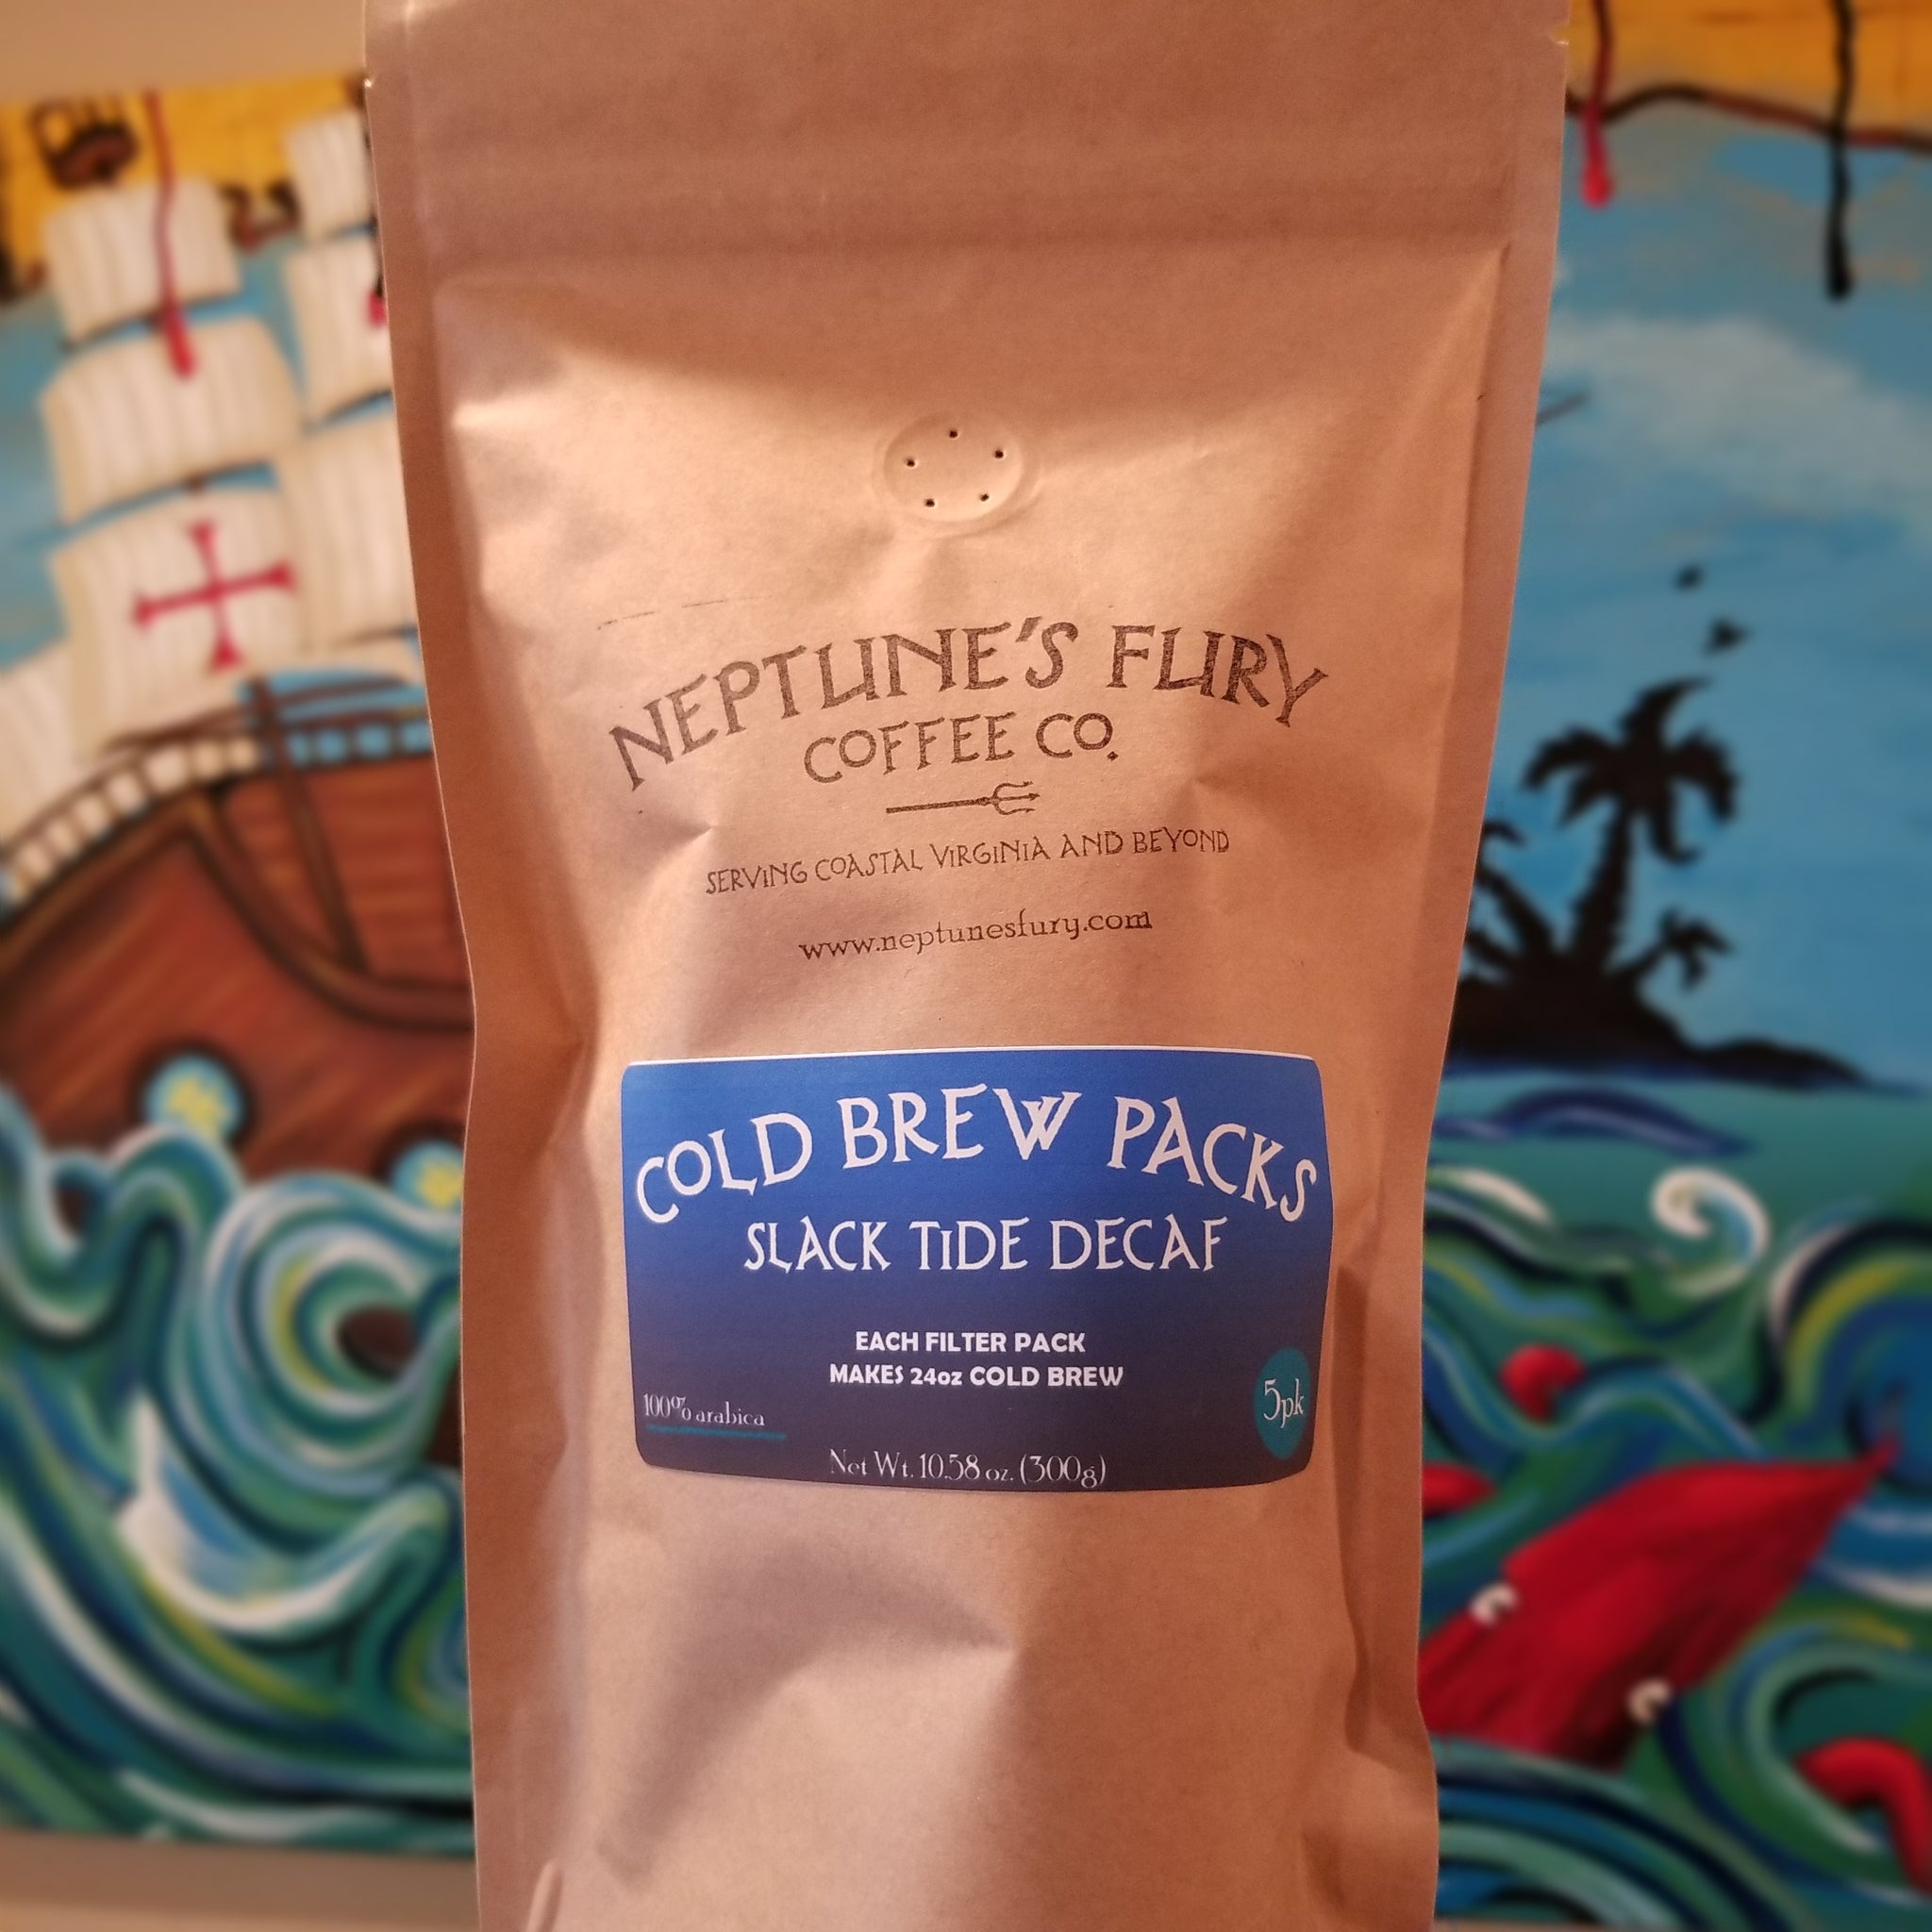 NEPTUNE'S FURY
COFFEE CO.
SERVING COASTAL VIRGINIA AND BEYOND
www.neptunesfury.com
COLD BREW PACKS
SLACK TIDE DECAF
EACH FILTER PACK
MAKES 24oz COLD BREW
100% arabica
5pk
Net Wt. 10.58 oz. (300g)